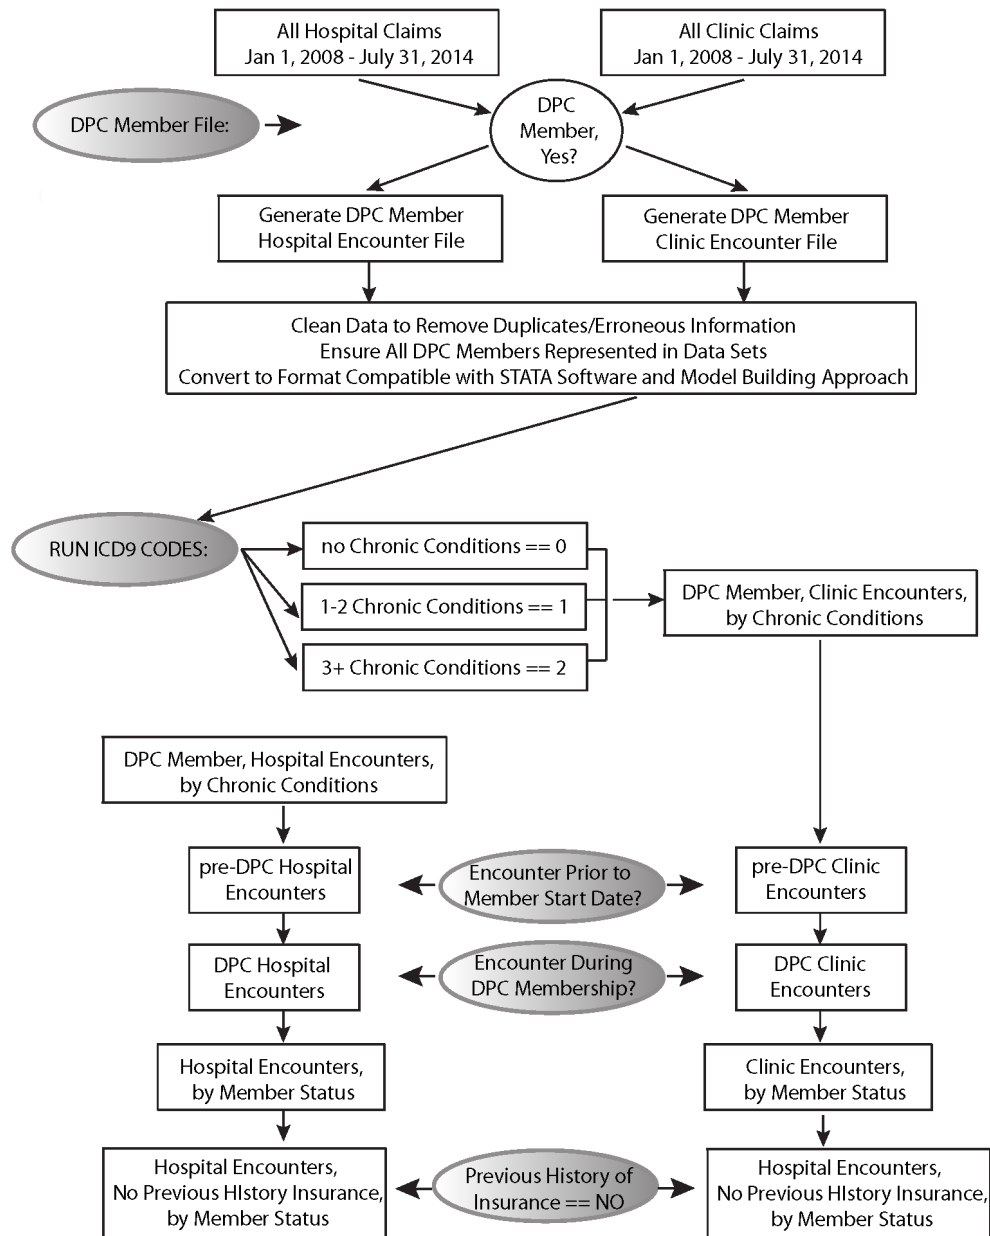 All Hospital Claims
Jan 1, 2008 - July 31, 2014
All Clinic Claims
Jan 1, 2008 - July 31, 2014
DPC Member File:
DPC
Member,
Yes?
Generate DPC Member
Hospital Encounter File
Generate DPC Member
Clinic Encounter File
Clean Data to Remove Duplicates/Erroneous Information
Ensure All DPC Members Represented in Data Sets
Convert to Format Compatible with STATA Software and Model Building Approach
RUN ICD9 CODES:
no Chronic Conditions == 0
1-2 Chronic Conditions == 1
3+ Chronic Conditions == 2
DPC Member, Clinic Encounters,
by Chronic Conditions
DPC Member, Hospital Encounters,
by Chronic Conditions
pre-DPC Hospital
Encounters
Encounter Prior to
Member Start Date?
pre-DPC Clinic
Encounters
DPC Hospital
Encounters
Encounter During
DPC Membership?
DPC Clinic
Encounters
Hospital Encounters,
by Member Status
Clinic Encounters,
by Member Status
Hospital Encounters,
No Previous HIstory Insurance,
by Member Status
Previous History of
Insurance == NO
Hospital Encounters,
No Previous HIstory Insurance,
by Member Status